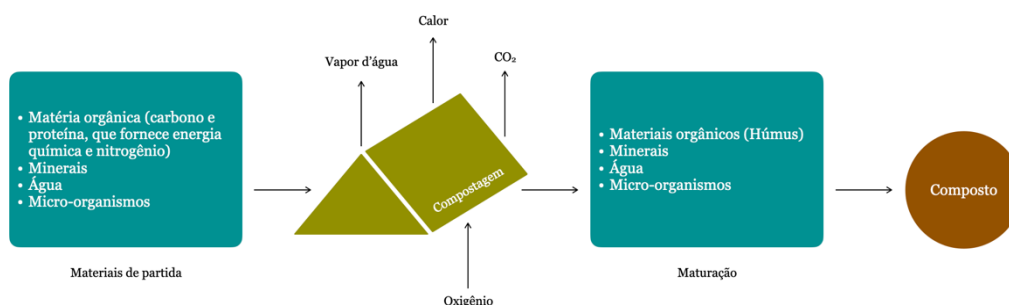 Calor
Vapor d'água
CO₂
• Matéria orgânica (carbono e
proteína, que fornece energia
química e nitrogênio)
• Minerais
• Água
• Micro-organismos
Compostagem
• Materiais orgânicos (Húmus)
• Minerais
• Água
• Micro-organismos
Composto
Materiais de partida
Maturação
Oxigênio